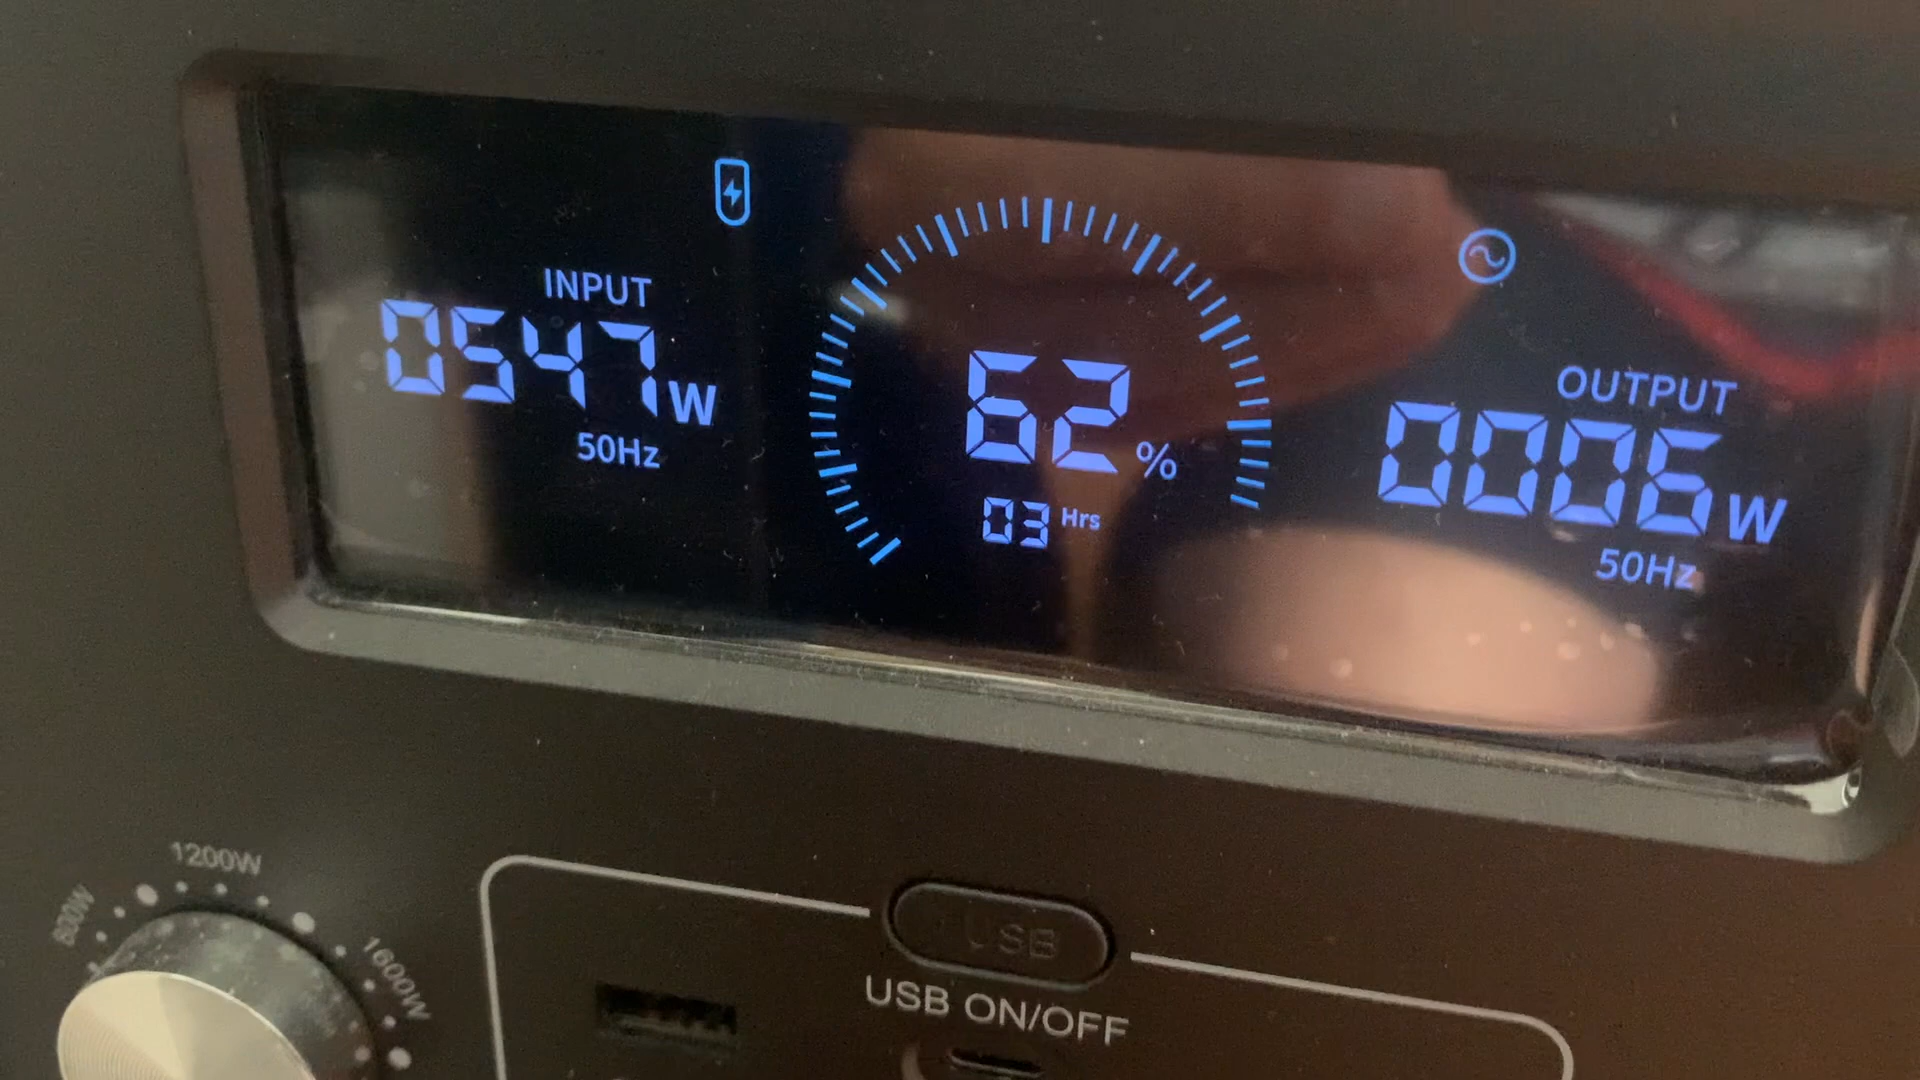 INPUT
0547W
50Hz
62%
03 Hrs
OUTPUT
0006W
50Hz
800W
1200W
1600W
USB
USB ON/OFF